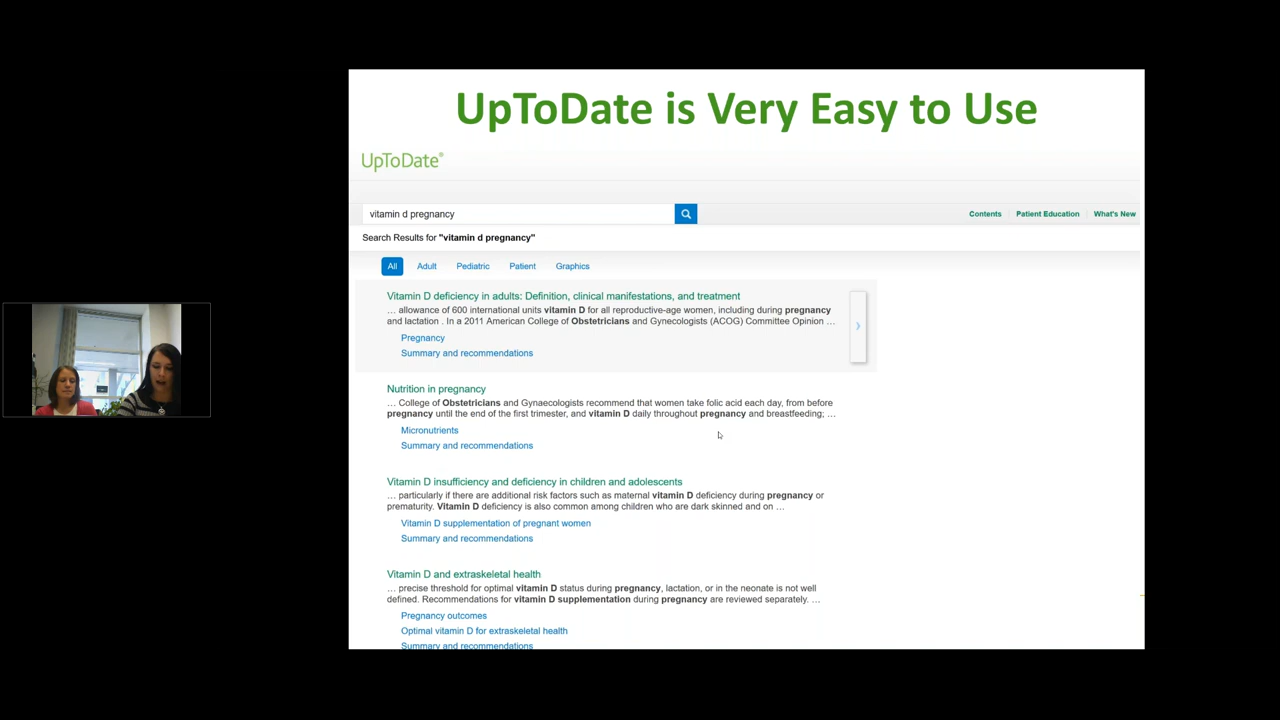 UpToDate is Very Easy to Use
UpToDate®
vitamin d pregnancy
Contents Patient Education What's New
Search Results for "vitamin d pregnancy"
All Adult Pediatric Patient Graphics
Vitamin D deficiency in adults: Definition, clinical manifestations, and treatment
… allowance of 600 international units vitamin D for all reproductive-age women, including during pregnancy
and lactation . In a 2011 American College of Obstetricians and Gynecologists (ACOG) Committee Opinion …
Pregnancy
Summary and recommendations
Nutrition in pregnancy
… College of Obstetricians and Gynaecologists recommend that women take folic acid each day, from before
pregnancy until the end of the first trimester, and vitamin D daily throughout pregnancy and breastfeeding; …
Micronutrients
Summary and recommendations
Vitamin D insufficiency and deficiency in children and adolescents
… particularly if there are additional risk factors such as maternal vitamin D deficiency during pregnancy or
prematurity. Vitamin D deficiency is also common among children who are dark skinned and on …
Vitamin D supplementation of pregnant women
Summary and recommendations
Vitamin D and extraskeletal health
… precise threshold for optimal vitamin D status during pregnancy, lactation, or in the neonate is not well
defined. Recommendations for vitamin D supplementation during pregnancy are reviewed separately. …
Pregnancy outcomes
Optimal vitamin D for extraskeletal health
Summary and recommendations